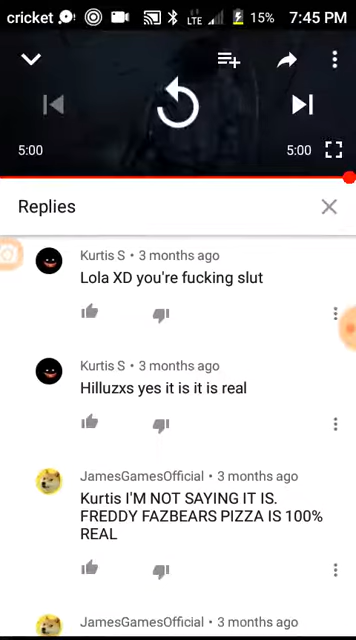 cricket LTE 15% 7:45 PM
5:00 5:00
Replies
Kurtis S • 3 months ago
Lola XD you're fucking slut
Kurtis S • 3 months ago
Hilluzxs yes it is it is real
JamesGamesOfficial • 3 months ago
Kurtis I'M NOT SAYING IT IS.
FREDDY FAZBEARS PIZZA IS 100%
REAL
JamesGamesOfficial • 3 months ago